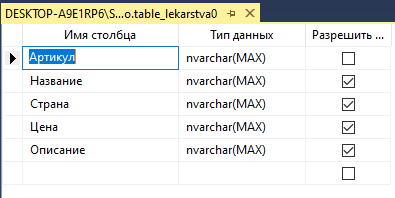 DESKTOP-A9E1RP6\S...o.table_lekarstva0
Имя столбца Тип данных Разрешить ...
Артикул nvarchar(MAX)
Название nvarchar(MAX)
Страна nvarchar(MAX)
Цена nvarchar(MAX)
Описание nvarchar(MAX)